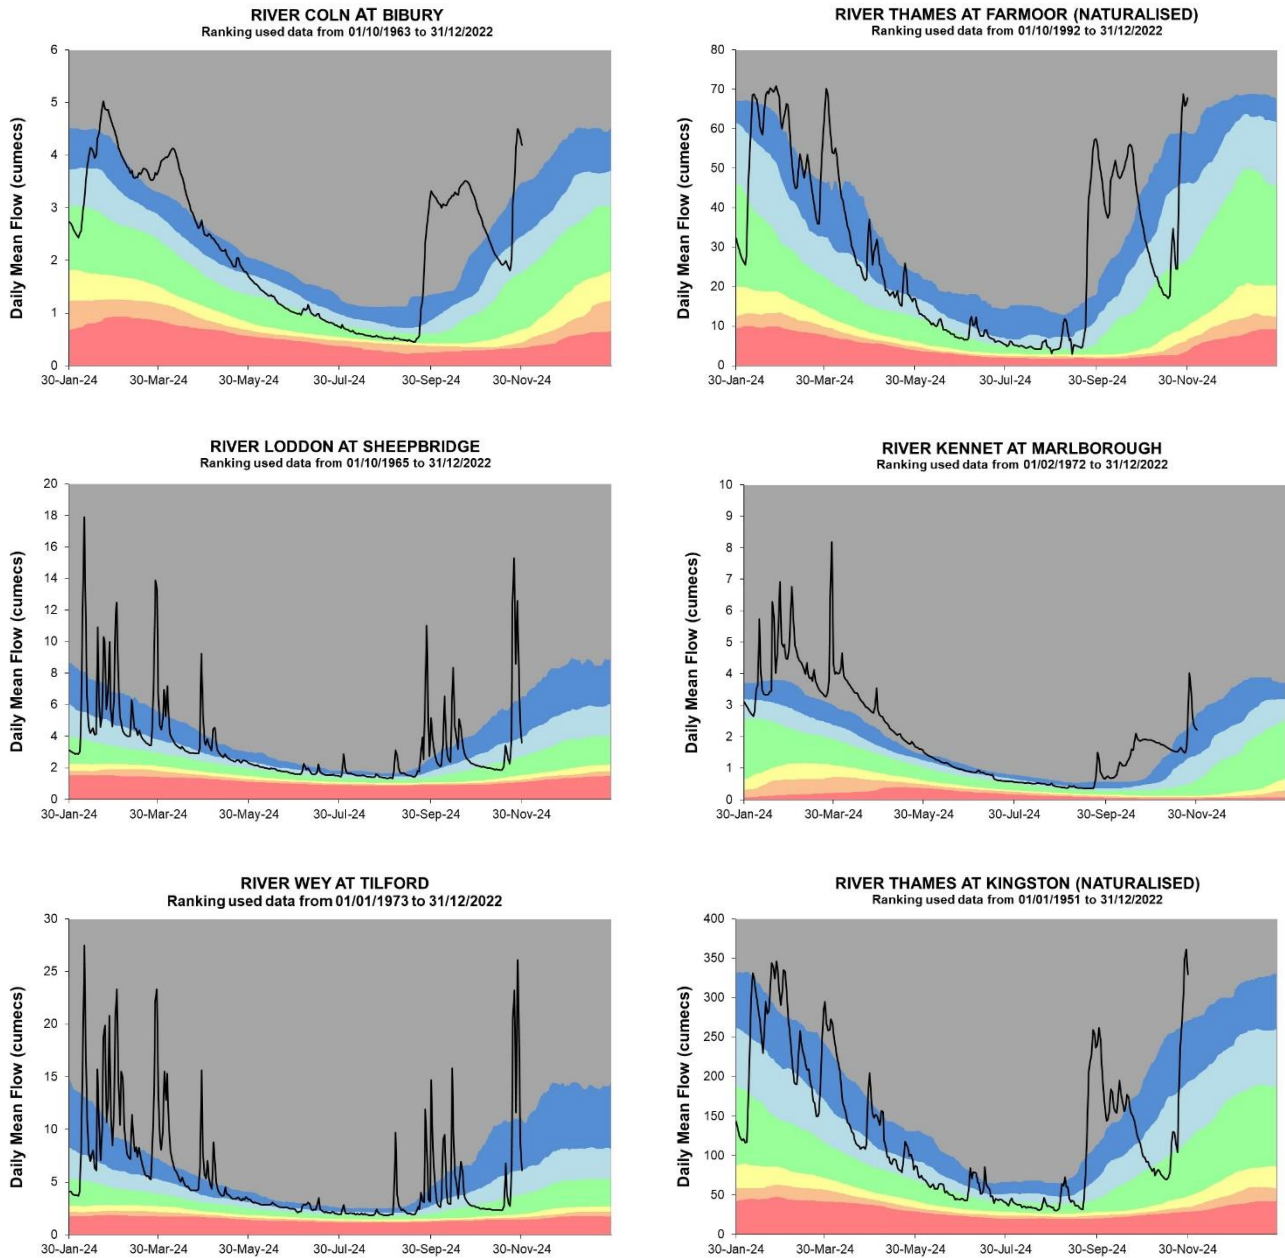 RIVER COLN AT BIBURY
Ranking used data from 01/10/1963 to 31/12/2022
Daily Mean Flow (cumecs)
6
5
4
3
2
1
0
30-Jan-24 30-Mar-24 30-May-24 30-Jul-24 30-Sep-24 30-Nov-24
RIVER THAMES AT FARMOOR (NATURALISED)
Ranking used data from 01/10/1992 to 31/12/2022
Daily Mean Flow (cumecs)
80
70
60
50
40
30
20
10
0
30-Jan-24 30-Mar-24 30-May-24 30-Jul-24 30-Sep-24 30-Nov-24
RIVER LODDON AT SHEEPBRIDGE
Ranking used data from 01/10/1965 to 31/12/2022
Daily Mean Flow (cumecs)
20
18
16
14
12
10
8
6
4
2
0
30-Jan-24 30-Mar-24 30-May-24 30-Jul-24 30-Sep-24 30-Nov-24
RIVER KENNET AT MARLBOROUGH
Ranking used data from 01/02/1972 to 31/12/2022
Daily Mean Flow (cumecs)
10
9
8
7
6
5
4
3
2
1
0
30-Jan-24 30-Mar-24 30-May-24 30-Jul-24 30-Sep-24 30-Nov-24
RIVER WEY AT TILFORD
Ranking used data from 01/01/1973 to 31/12/2022
Daily Mean Flow (cumecs)
30
25
20
15
10
5
0
30-Jan-24 30-Mar-24 30-May-24 30-Jul-24 30-Sep-24 30-Nov-24
RIVER THAMES AT KINGSTON (NATURALISED)
Ranking used data from 01/01/1951 to 31/12/2022
Daily Mean Flow (cumecs)
400
350
300
250
200
150
100
50
0
30-Jan-24 30-Mar-24 30-May-24 30-Jul-24 30-Sep-24 30-Nov-24